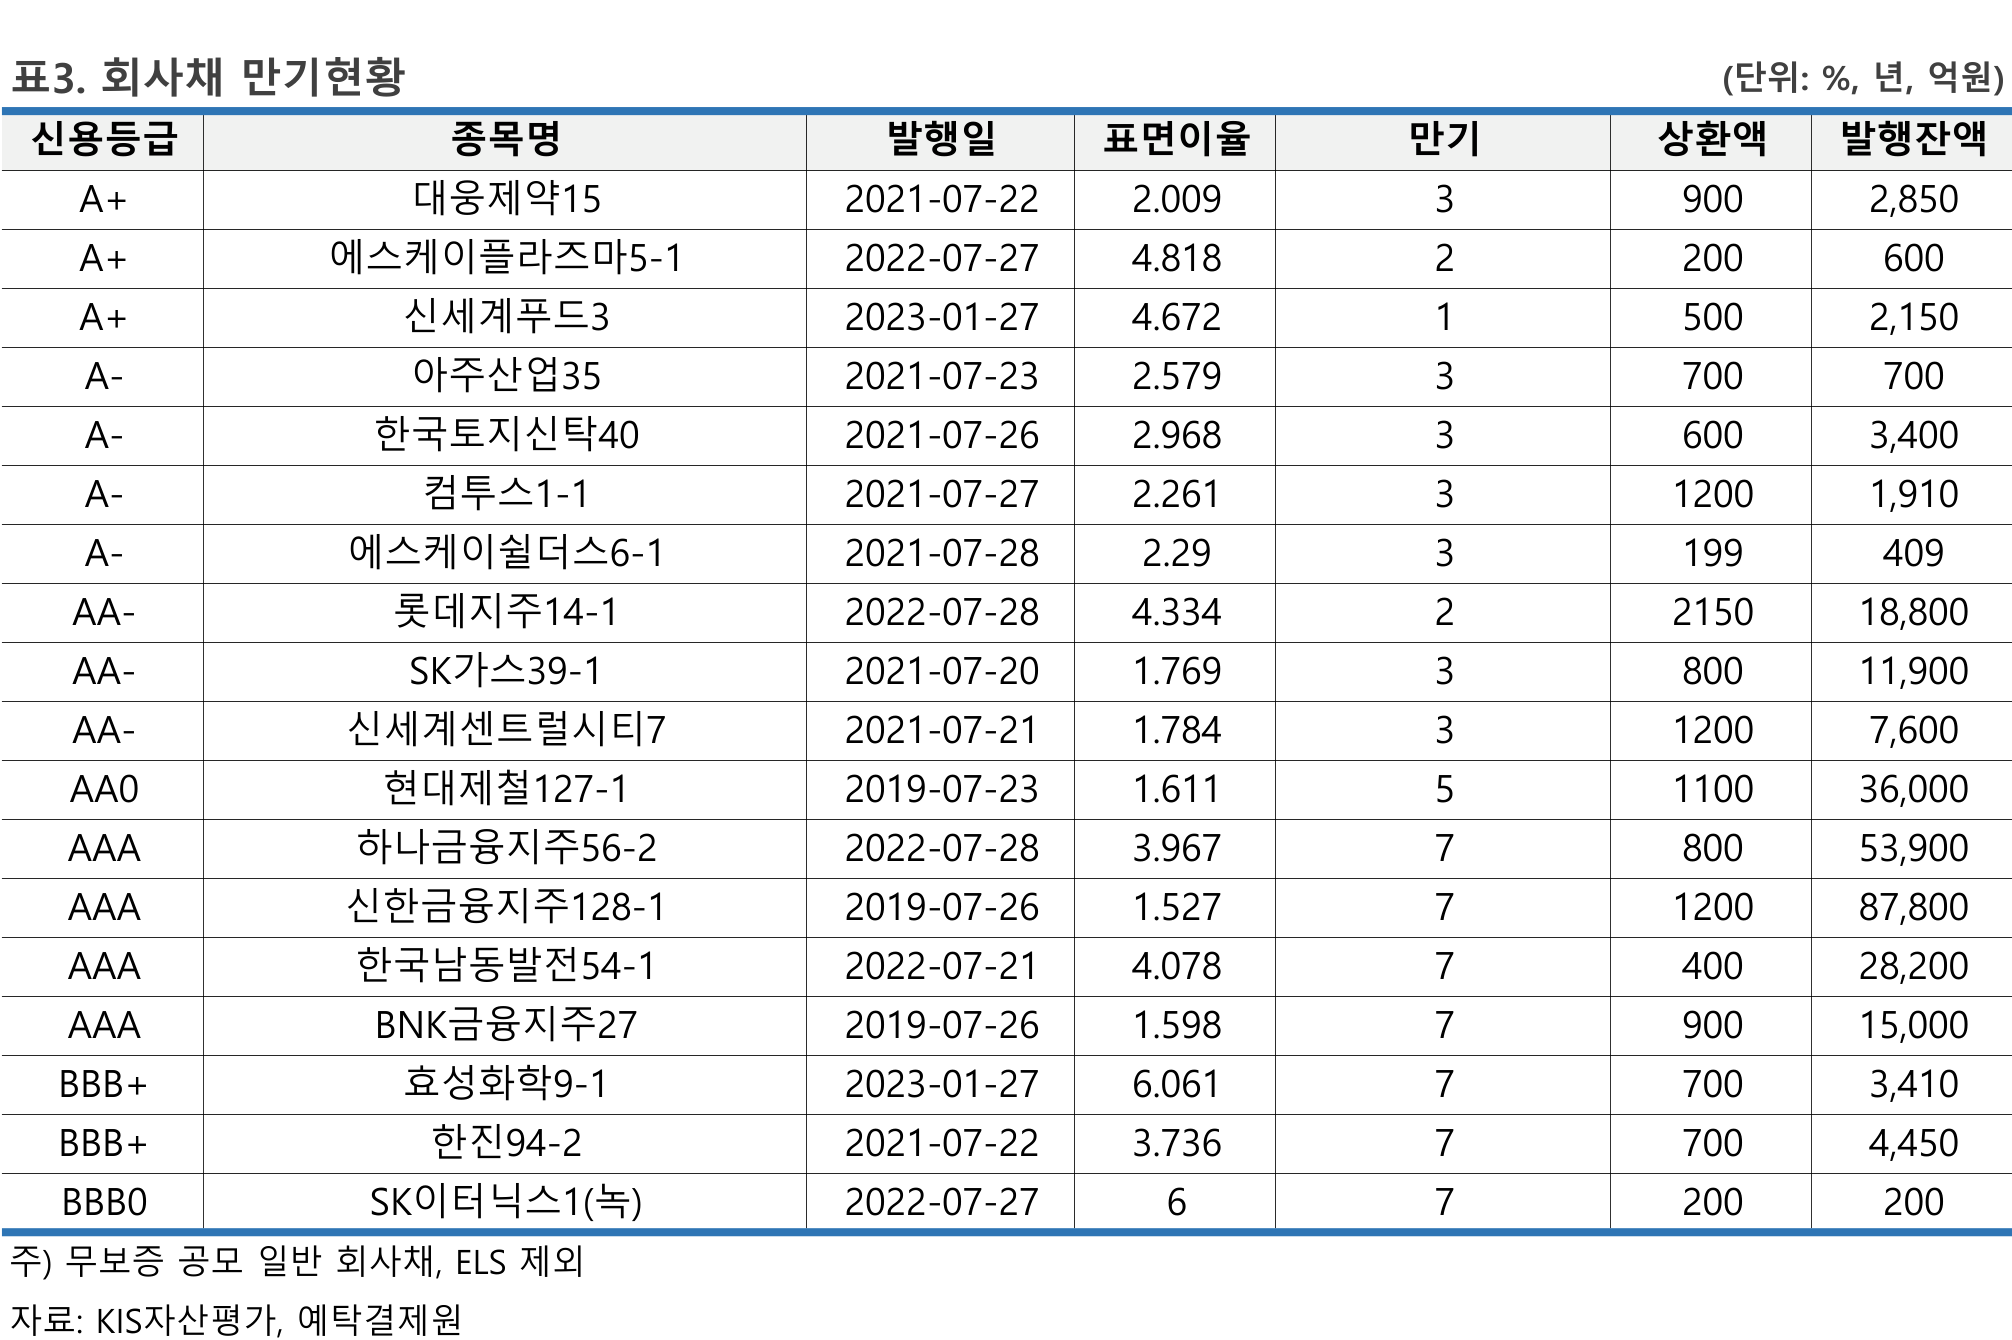 표3. 회사채 만기현황 (단위: %, 년, 억원)
신용등급 종목명 발행일 표면이율 만기 상환액 발행잔액
A+ 대웅제약15 2021-07-22 2.009 3 900 2,850
A+ 에스케이플라즈마5-1 2022-07-27 4.818 2 200 600
A+ 신세계푸드3 2023-01-27 4.672 1 500 2,150
A- 아주산업35 2021-07-23 2.579 3 700 700
A- 한국토지신탁40 2021-07-26 2.968 3 600 3,400
A- 컴투스1-1 2021-07-27 2.261 3 1200 1,910
A- 에스케이쉴더스6-1 2021-07-28 2.29 3 199 409
AA- 롯데지주14-1 2022-07-28 4.334 2 2150 18,800
AA- SK가스39-1 2021-07-20 1.769 3 800 11,900
AA- 신세계센트럴시티7 2021-07-21 1.784 3 1200 7,600
AA0 현대제철127-1 2019-07-23 1.611 5 1100 36,000
AAA 하나금융지주56-2 2022-07-28 3.967 7 800 53,900
AAA 신한금융지주128-1 2019-07-26 1.527 7 1200 87,800
AAA 한국남동발전54-1 2022-07-21 4.078 7 400 28,200
AAA BNK금융지주27 2019-07-26 1.598 7 900 15,000
BBB+ 효성화학9-1 2023-01-27 6.061 7 700 3,410
BBB+ 한진94-2 2021-07-22 3.736 7 700 4,450
BBB0 SK이터닉스1(녹) 2022-07-27 6 7 200 200
주) 무보증 공모 일반 회사채, ELS 제외
자료: KIS자산평가, 예탁결제원